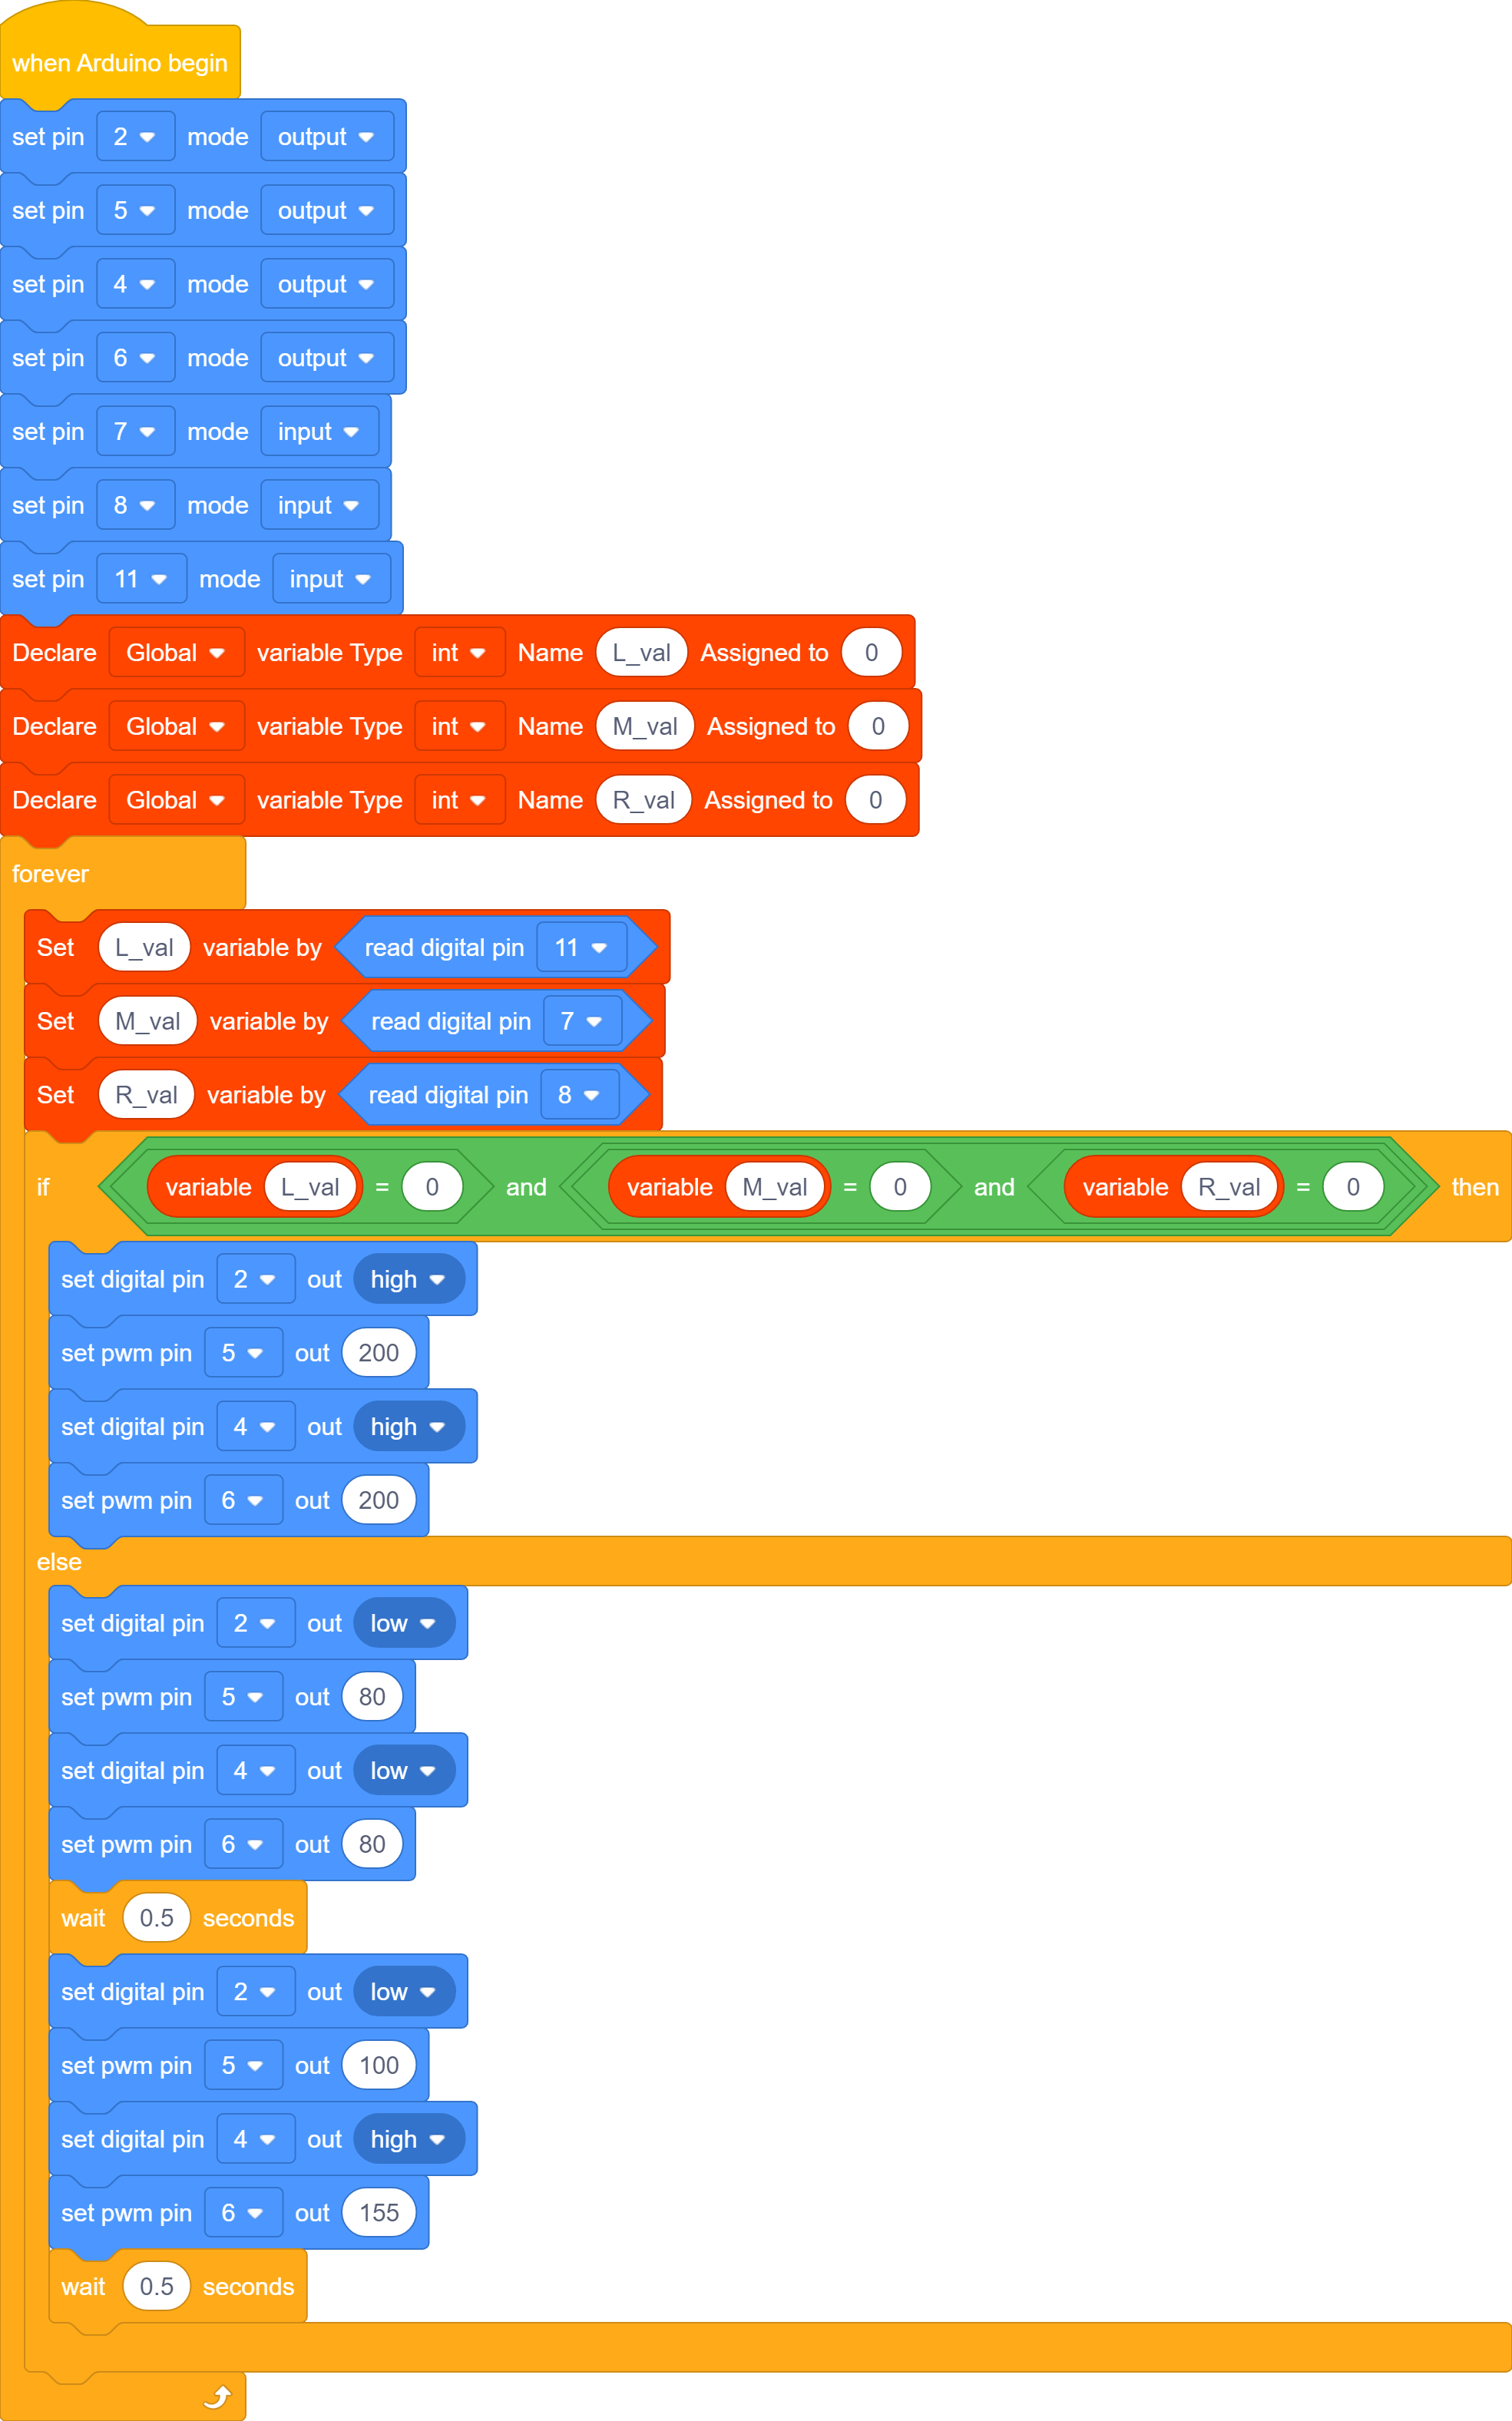 when Arduino begin
set pin 2 mode output
set pin 5 mode output
set pin 4 mode output
set pin 6 mode output
set pin 7 mode input
set pin 8 mode input
set pin 11 mode input
Declare Global variable Type int Name L_val Assigned to 0
Declare Global variable Type int Name M_val Assigned to 0
Declare Global variable Type int Name R_val Assigned to 0
forever
Set L_val variable by read digital pin 11
Set M_val variable by read digital pin 7
Set R_val variable by read digital pin 8
if variable L_val = 0 and variable M_val = 0 and variable R_val = 0 then
set digital pin 2 out high
set pwm pin 5 out 200
set digital pin 4 out high
set pwm pin 6 out 200
else
set digital pin 2 out low
set pwm pin 5 out 80
set digital pin 4 out low
set pwm pin 6 out 80
wait 0.5 seconds
set digital pin 2 out low
set pwm pin 5 out 100
set digital pin 4 out high
set pwm pin 6 out 155
wait 0.5 seconds